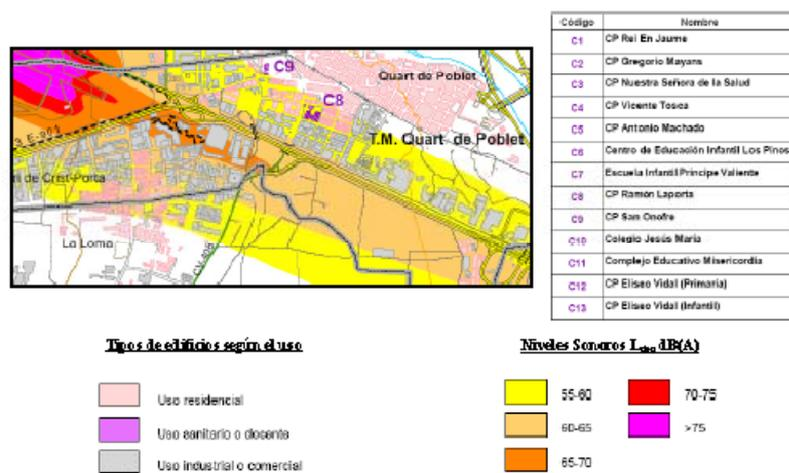 C9
C8
Quart de Poblet
T.M. Quart de Poblet
La Loma
CV-403
Código Nombre
C1 CP Rei En Jaume
C2 CP Gregorio Mayans
C3 CP Nuestra Señora de la Salud
C4 CP Vicente Tosca
C5 CP Antonio Machado
C6 Centro de Educación Infantil Los Pinos
C7 Escuela Infantil Príncipe Valiente
C8 CP Ramón Laporta
C9 CP San Onofre
C10 Colegio Jesús María
C11 Complejo Educativo Misericordia
C12 CP Eliseo Vidal (Primaria)
C13 CP Eliseo Vidal (Infantil)
Tipos de edificios según el uso
Uso residencial
Uso sanitario o docente
Uso industrial o comercial
Niveles Sonoros dB(A)
55-60
60-65
65-70
70-75
>75